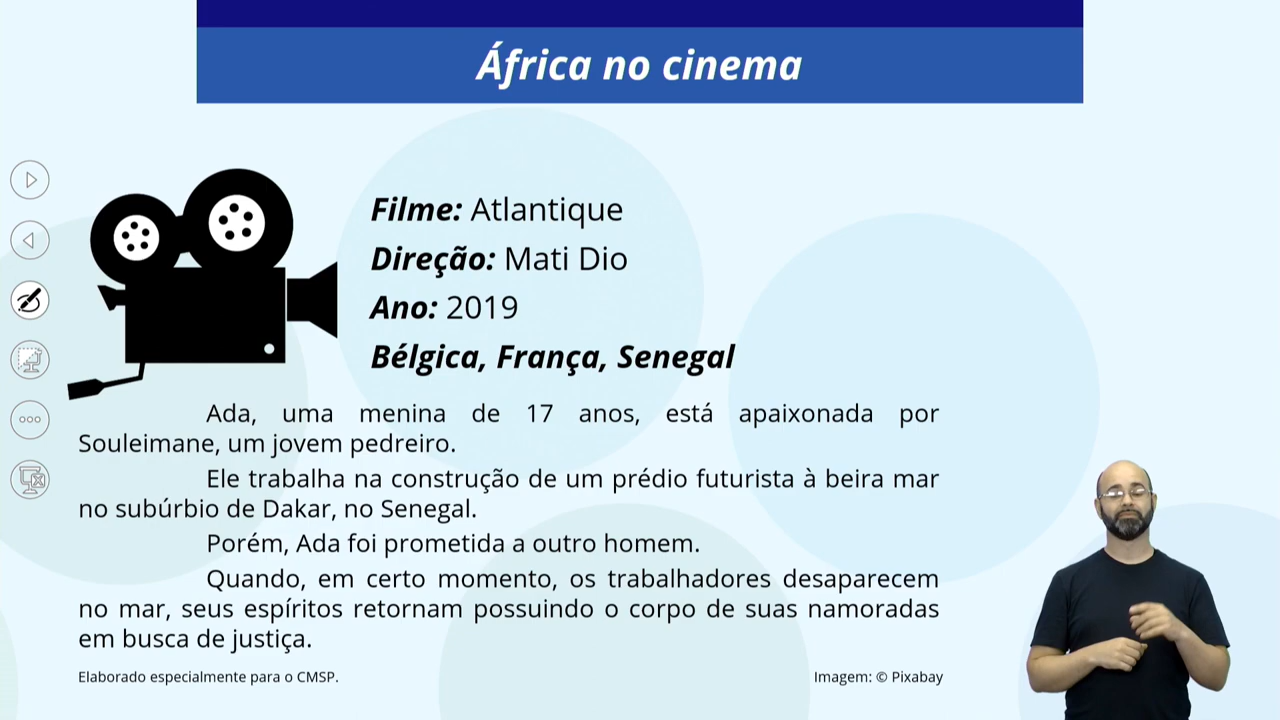 África no cinema
Filme: Atlantique
Direção: Mati Dio
Ano: 2019
Bélgica, França, Senegal
Ada, uma menina de 17 anos, está apaixonada por
Souleimane, um jovem pedreiro.
Ele trabalha na construção de um prédio futurista à beira mar
no subúrbio de Dakar, no Senegal.
Porém, Ada foi prometida a outro homem.
Quando, em certo momento, os trabalhadores desaparecem
no mar, seus espíritos retornam possuindo o corpo de suas namoradas
em busca de justiça.
Elaborado especialmente para o CMSP.
Imagem: © Pixabay